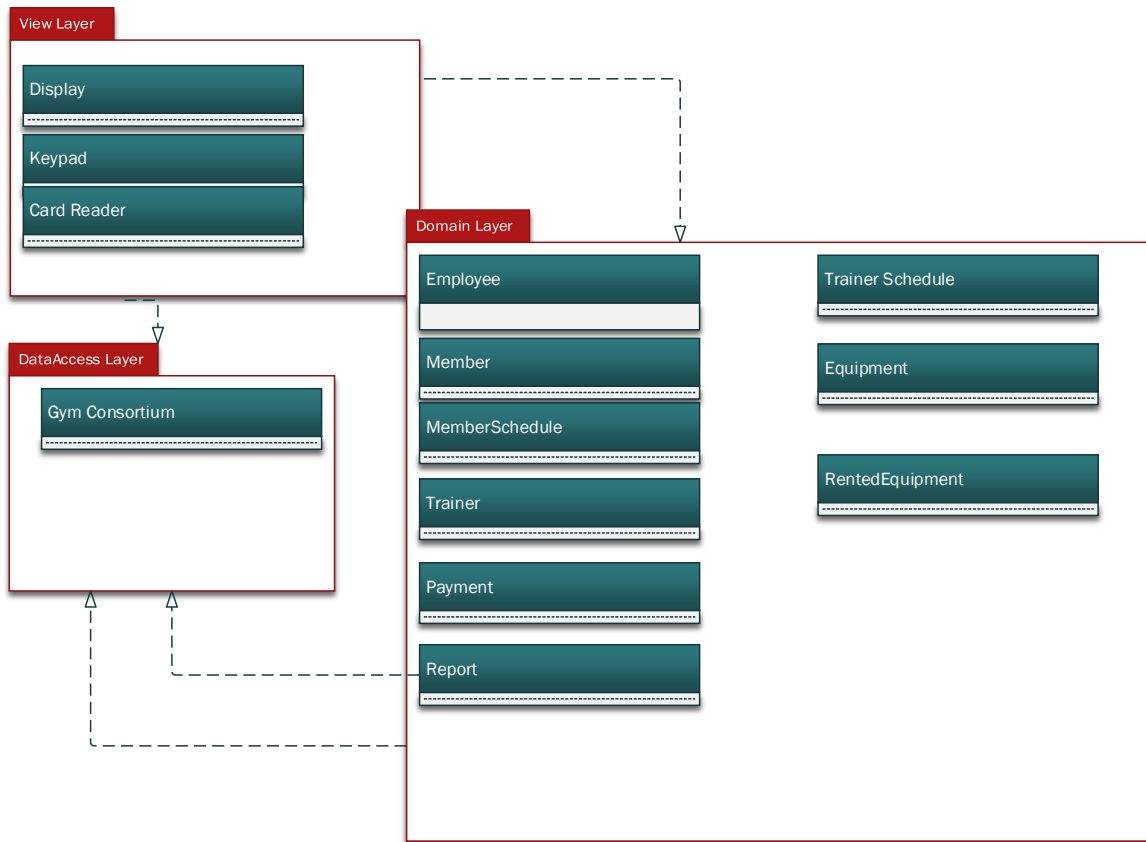 View Layer
Display
Keypad
Card Reader
Domain Layer
Employee
Member
MemberSchedule
Trainer
Payment
Report
Trainer Schedule
Equipment
RentedEquipment
DataAccess Layer
Gym Consortium